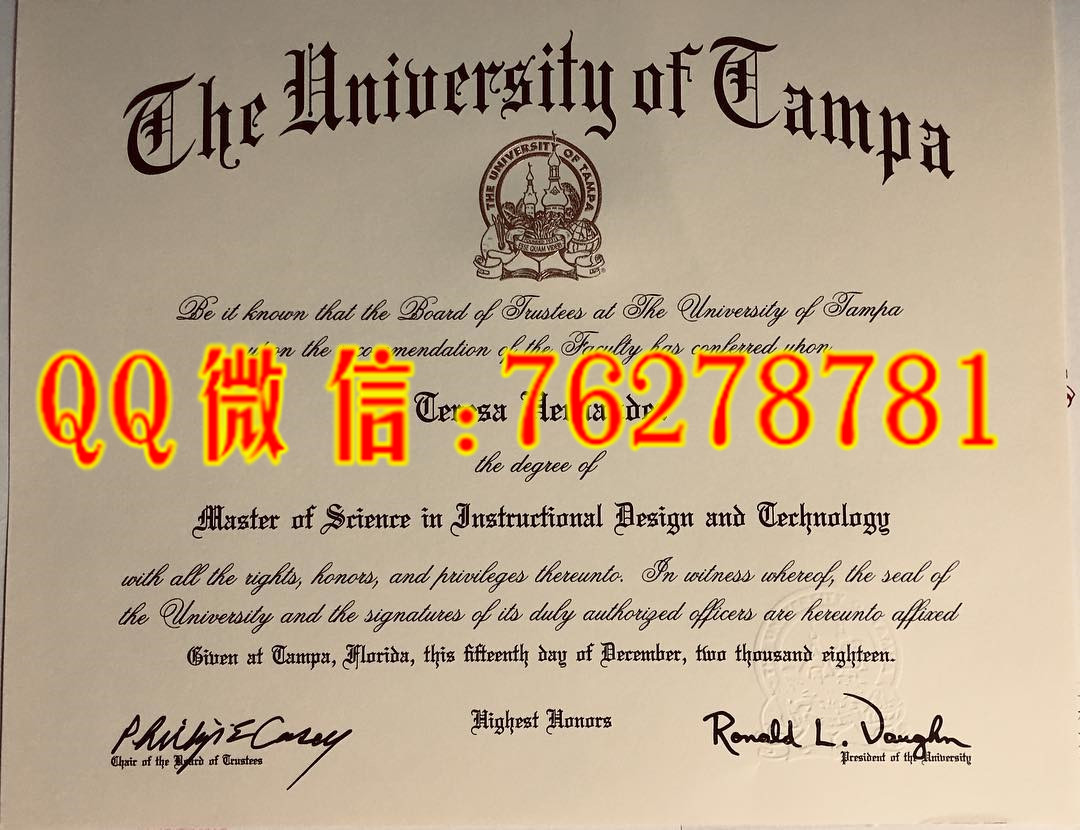 The University of Tampa
THE UNIVERSITY OF TAMPA
ESSE QUAM VIDERI
Be it known that the Board of Trustees at The University of Tampa
upon the recommendation of the Faculty has conferred upon
QQ微信:76278781
Teresa Hernandez
the degree of
Master of Science in Instructional Design and Technology
with all the rights, honors, and privileges thereunto. In witness whereof, the seal of
the University and the signatures of its duly authorized officers are hereunto affixed
Given at Tampa, Florida, this fifteenth day of December, two thousand eighteen.
Highest Honors
Ronald L. Vaughn
Chair of the Board of Trustees
President of the University